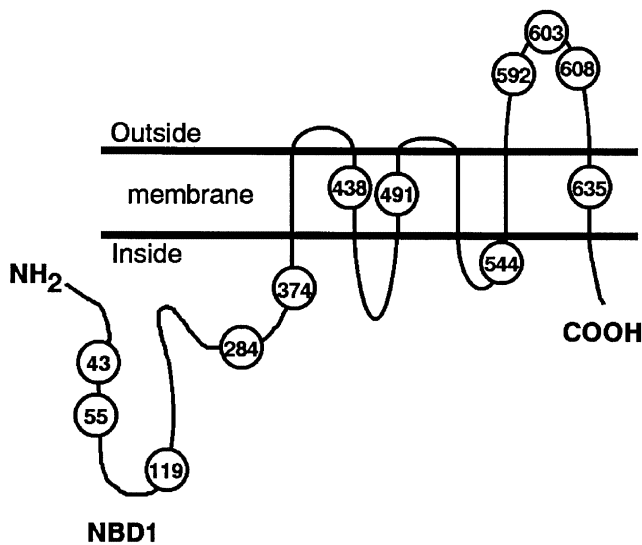 603
592
608
Outside
438
491
635
membrane
Inside
544
NH2
374
COOH
284
43
55
119
NBD1